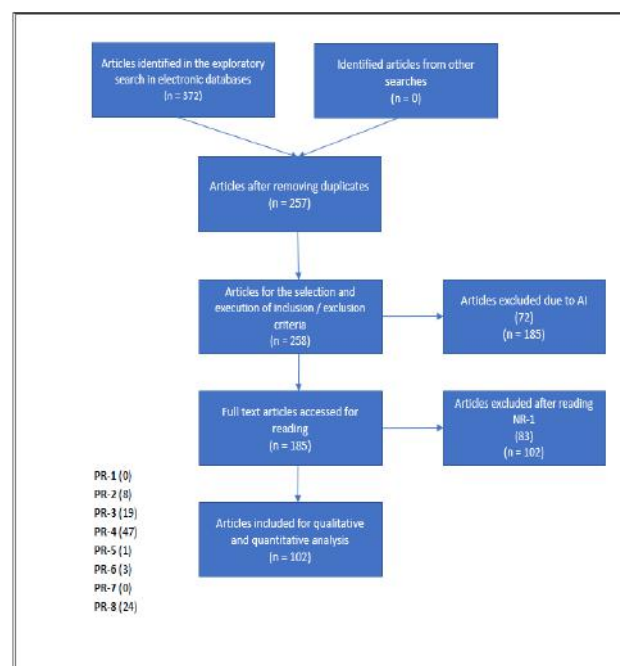 Articles identified in the exploratory
search in electronic databases
(n = 372)
Identified articles from other
searches
(n = 0)
Articles after removing duplicates
(n = 257)
Articles for the selection and
execution of inclusion / exclusion
criteria
(n = 258)
Articles excluded due to AI
(72)
n = 185)
Full text articles accessed for
reading
(n = 185)
Articles excluded after reading
NR-1
(83)
(n = 102)
PR-1 (0)
PR-2 (8)
PR-3 (19)
PR-4 (47)
PR-5 (1)
PR-6 (3)
PR-7 (0)
PR-8 (24)
Articles included for qualitative
and quantitative analysis
(n = 102)